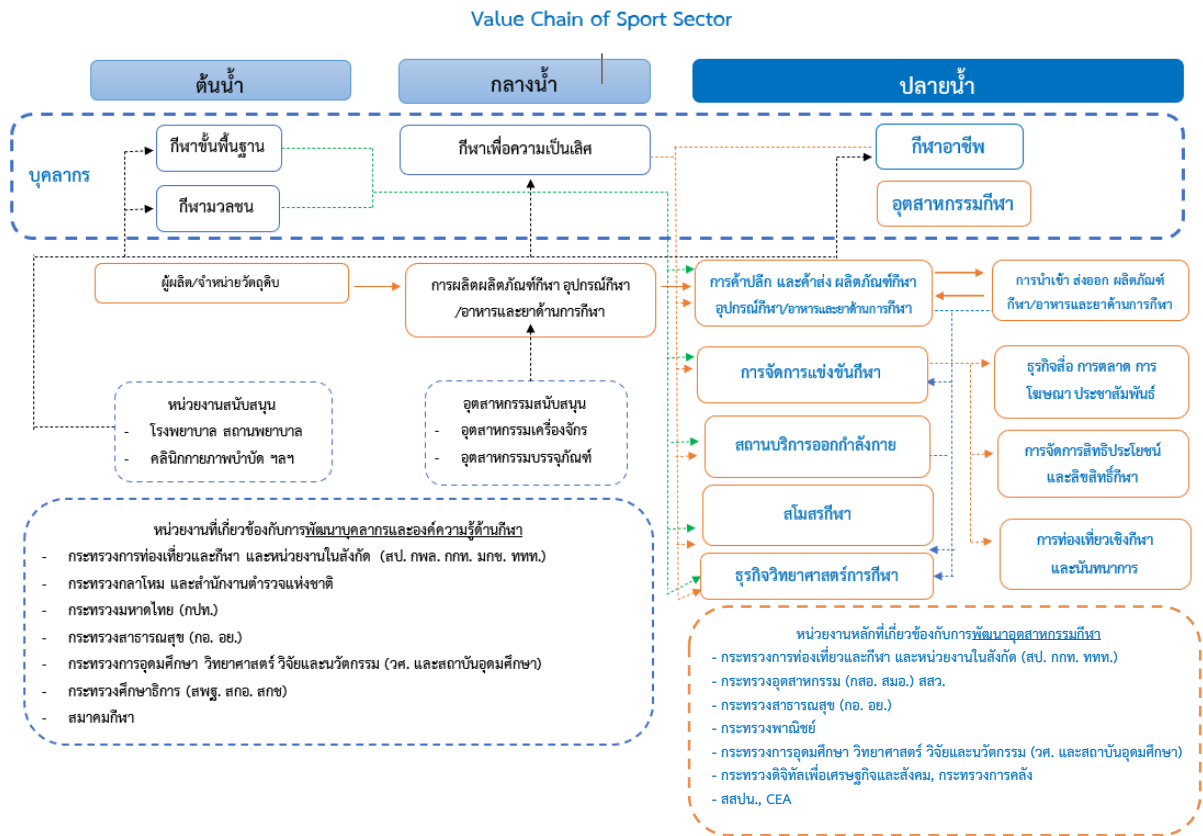 Value Chain of Sport Sector
ต้นน้ำ
กลางน้ำ
ปลายน้ำ
บุคลากร
กีฬาขั้นพื้นฐาน
กีฬามวลชน
กีฬาเพื่อความเป็นเลิศ
กีฬาอาชีพ
อุตสาหกรรมกีฬา
ผู้ผลิต/จำหน่ายวัตถุดิบ
การผลิตผลิตภัณฑ์กีฬา อุปกรณ์กีฬา
/อาหารและยาด้านการกีฬา
การค้าปลีก และค้าส่ง ผลิตภัณฑ์กีฬา
อุปกรณ์กีฬา/อาหารและยาด้านการกีฬา
การนำเข้า ส่งออก ผลิตภัณฑ์
กีฬา/อาหารและยาด้านการกีฬา
หน่วยงานสนับสนุน
- โรงพยาบาล สถานพยาบาล
- คลินิกกายภาพบำบัด ฯลฯ
อุตสาหกรรมสนับสนุน
- อุตสาหกรรมเครื่องจักร
- อุตสาหกรรมบรรจุภัณฑ์
การจัดการแข่งขันกีฬา
สถานบริการออกกำลังกาย
สโมสรกีฬา
ธุรกิจวิทยาศาสตร์การกีฬา
ธุรกิจสื่อ การตลาด การ
โฆษณา ประชาสัมพันธ์
การจัดการสิทธิประโยชน์
และลิขสิทธิ์กีฬา
การท่องเที่ยวเชิงกีฬา
และนันทนาการ
หน่วยงานที่เกี่ยวข้องกับการพัฒนาบุคลากรและองค์ความรู้ด้านกีฬา
- กระทรวงการท่องเที่ยวและกีฬา และหน่วยงานในสังกัด (สป. กพล. กกท. มกช. ททท.)
- กระทรวงกลาโหม และสำนักงานตำรวจแห่งชาติ
- กระทรวงมหาดไทย (กปท.)
- กระทรวงสาธารณสุข (กอ. อย.)
- กระทรวงการอุดมศึกษา วิทยาศาสตร์ วิจัยและนวัตกรรม (วศ. และสถาบันอุดมศึกษา)
- กระทรวงศึกษาธิการ (สพฐ. สกอ. สกช)
- สมาคมกีฬา
หน่วยงานหลักที่เกี่ยวข้องกับการพัฒนาอุตสาหกรรมกีฬา
- กระทรวงการท่องเที่ยวและกีฬา และหน่วยงานในสังกัด (สป. กกท. ททท.)
- กระทรวงอุตสาหกรรม (กสอ. สมอ.) สสว.
- กระทรวงสาธารณสุข (กอ. อย.)
- กระทรวงพาณิชย์
- กระทรวงการอุดมศึกษา วิทยาศาสตร์ วิจัยและนวัตกรรม (วศ. และสถาบันอุดมศึกษา)
- กระทรวงดิจิทัลเพื่อเศรษฐกิจและสังคม, กระทรวงการคลัง
- สสปน., CEA